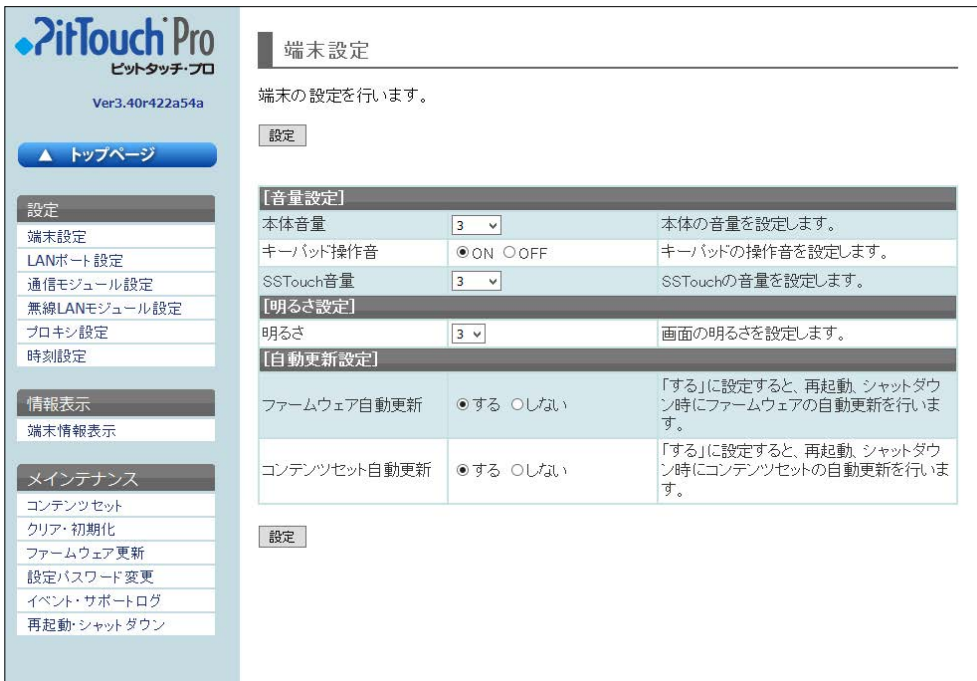 PitTouch Pro
ピットタッチ・プロ
Ver3.40r422a54a
▲ トップページ
設定
端末設定
LANポート設定
通信モジュール設定
無線LANモジュール設定
プロキシ設定
時刻設定
情報表示
端末情報表示
メインテナンス
コンテンツセット
クリア・初期化
ファームウェア更新
設定パスワード変更
イベント・サポートログ
再起動・シャットダウン
端末設定
端末の設定を行います。
設定
[音量設定]
本体音量 3 本体の音量を設定します。
キーパッド操作音 ON OFF キーパッドの操作音を設定します。
SSTouch音量 3 SSTouchの音量を設定します。
[明るさ設定]
明るさ 3 画面の明るさを設定します。
[自動更新設定]
ファームウェア自動更新 する しない 「する」に設定すると、再起動、シャットダウ
ン時にファームウェアの自動更新を行いま
す。
コンテンツセット自動更新 する しない 「する」に設定すると、再起動、シャットダウ
ン時にコンテンツセットの自動更新を行いま
す。
設定